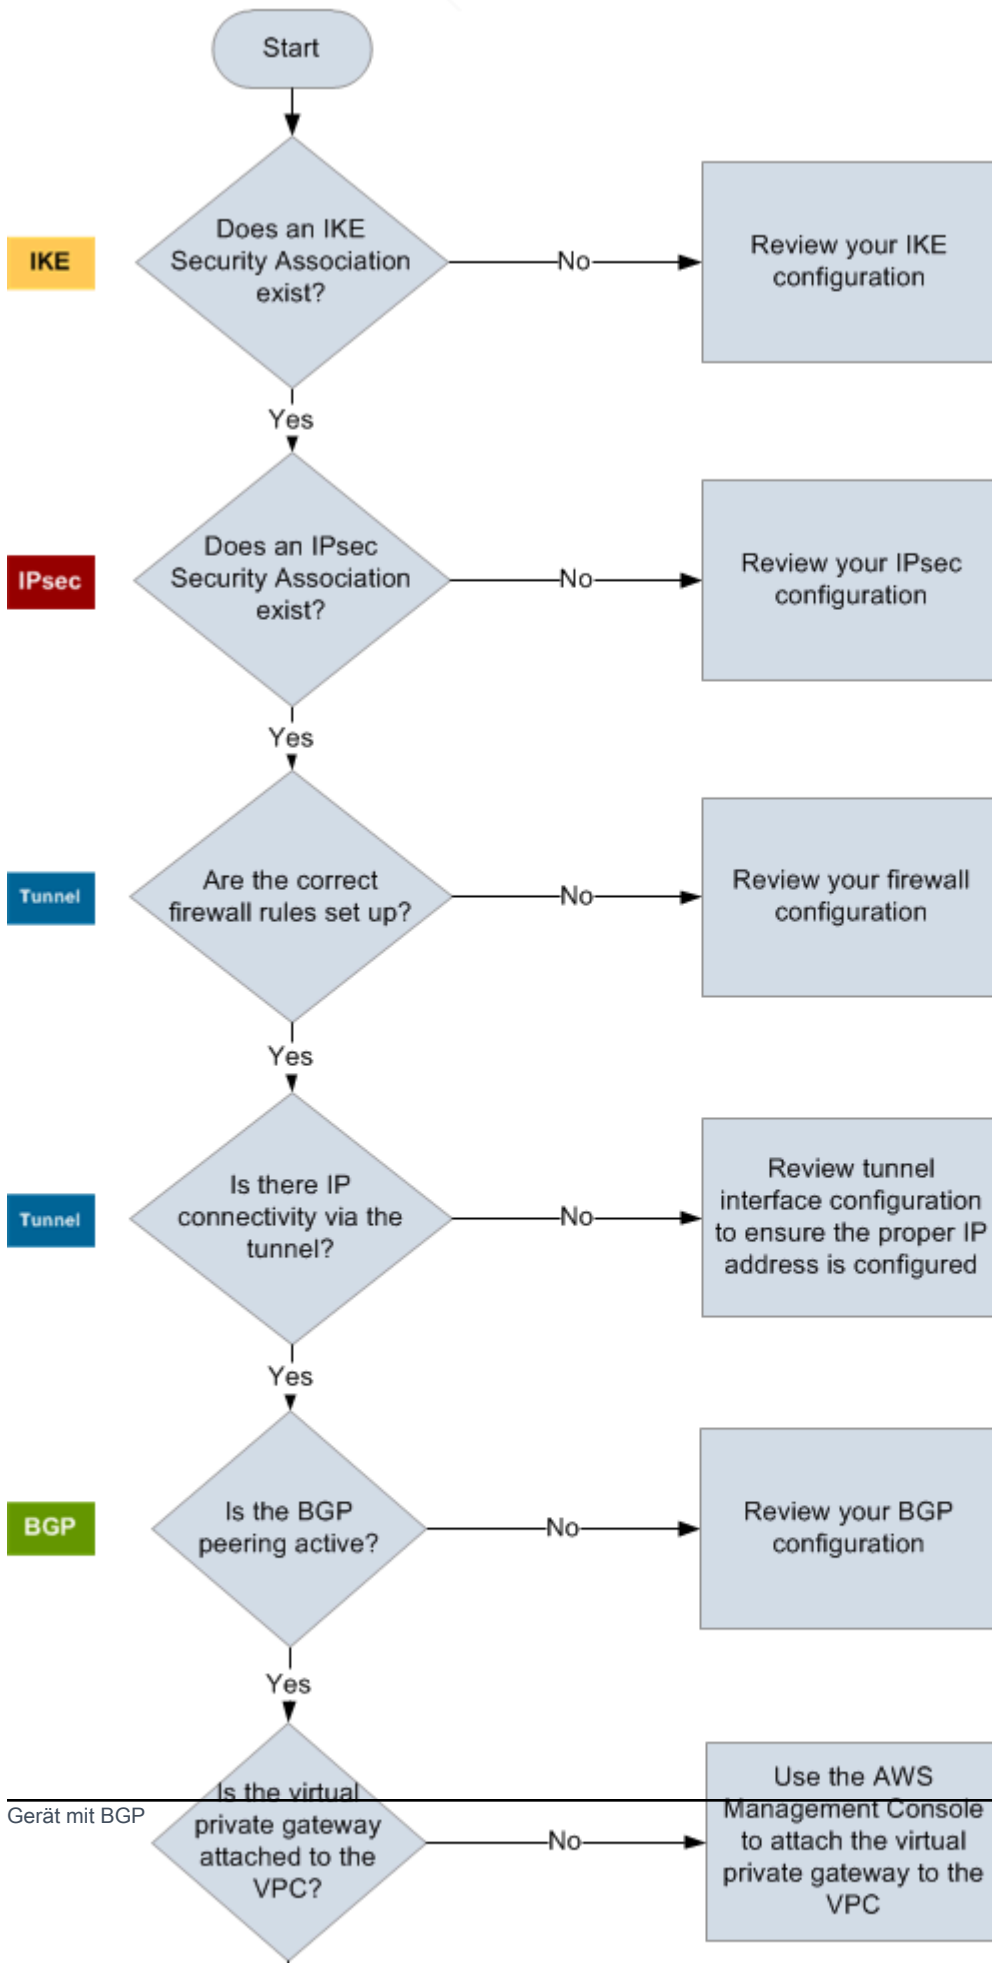 Start
IKE
Does an IKE
Security Association
exist?
No
Review your IKE
configuration
Yes
IPsec
Does an IPsec
Security Association
exist?
No
Review your IPsec
configuration
Yes
Tunnel
Are the correct
firewall rules set up?
No
Review your firewall
configuration
Yes
Tunnel
Is there IP
connectivity via the
tunnel?
No
Review tunnel
interface configuration
to ensure the proper IP
address is configured
Yes
BGP
Is the BGP
peering active?
No
Review your BGP
configuration
Yes
Is the virtual
private gateway
attached to the
VPC?
No
Use the AWS
Management Console
to attach the virtual
private gateway to the
VPC
Gerät mit BGP